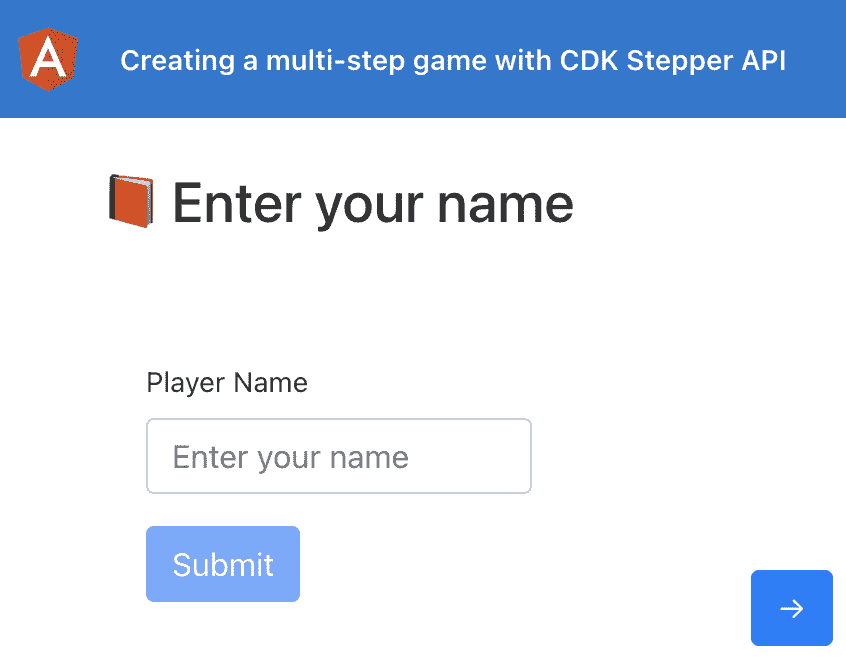 Creating a multi-step game with CDK Stepper API
Enter your name
Player Name
Enter your name
Submit